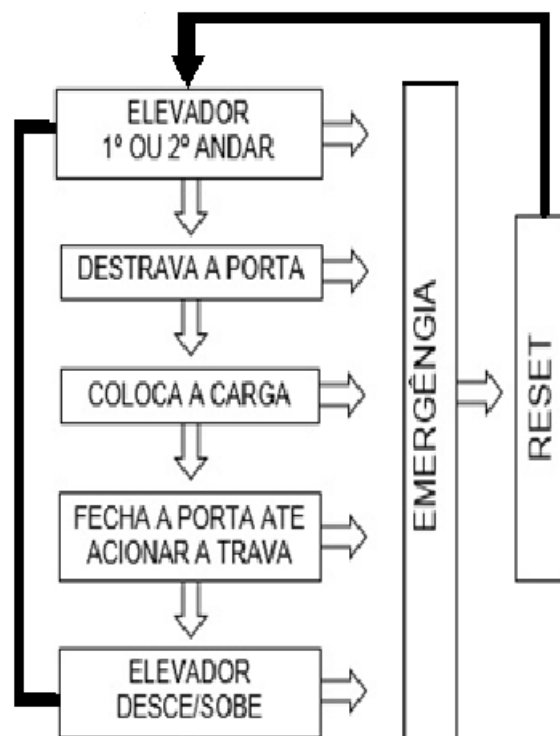 ELEVADOR
1º OU 2º ANDAR
DESTRAVA A PORTA
COLOCA A CARGA
FECHA A PORTA ATE
ACIONAR A TRAVA
ELEVADOR
DESCE/SOBE
EMERGÊNGIA
RESET